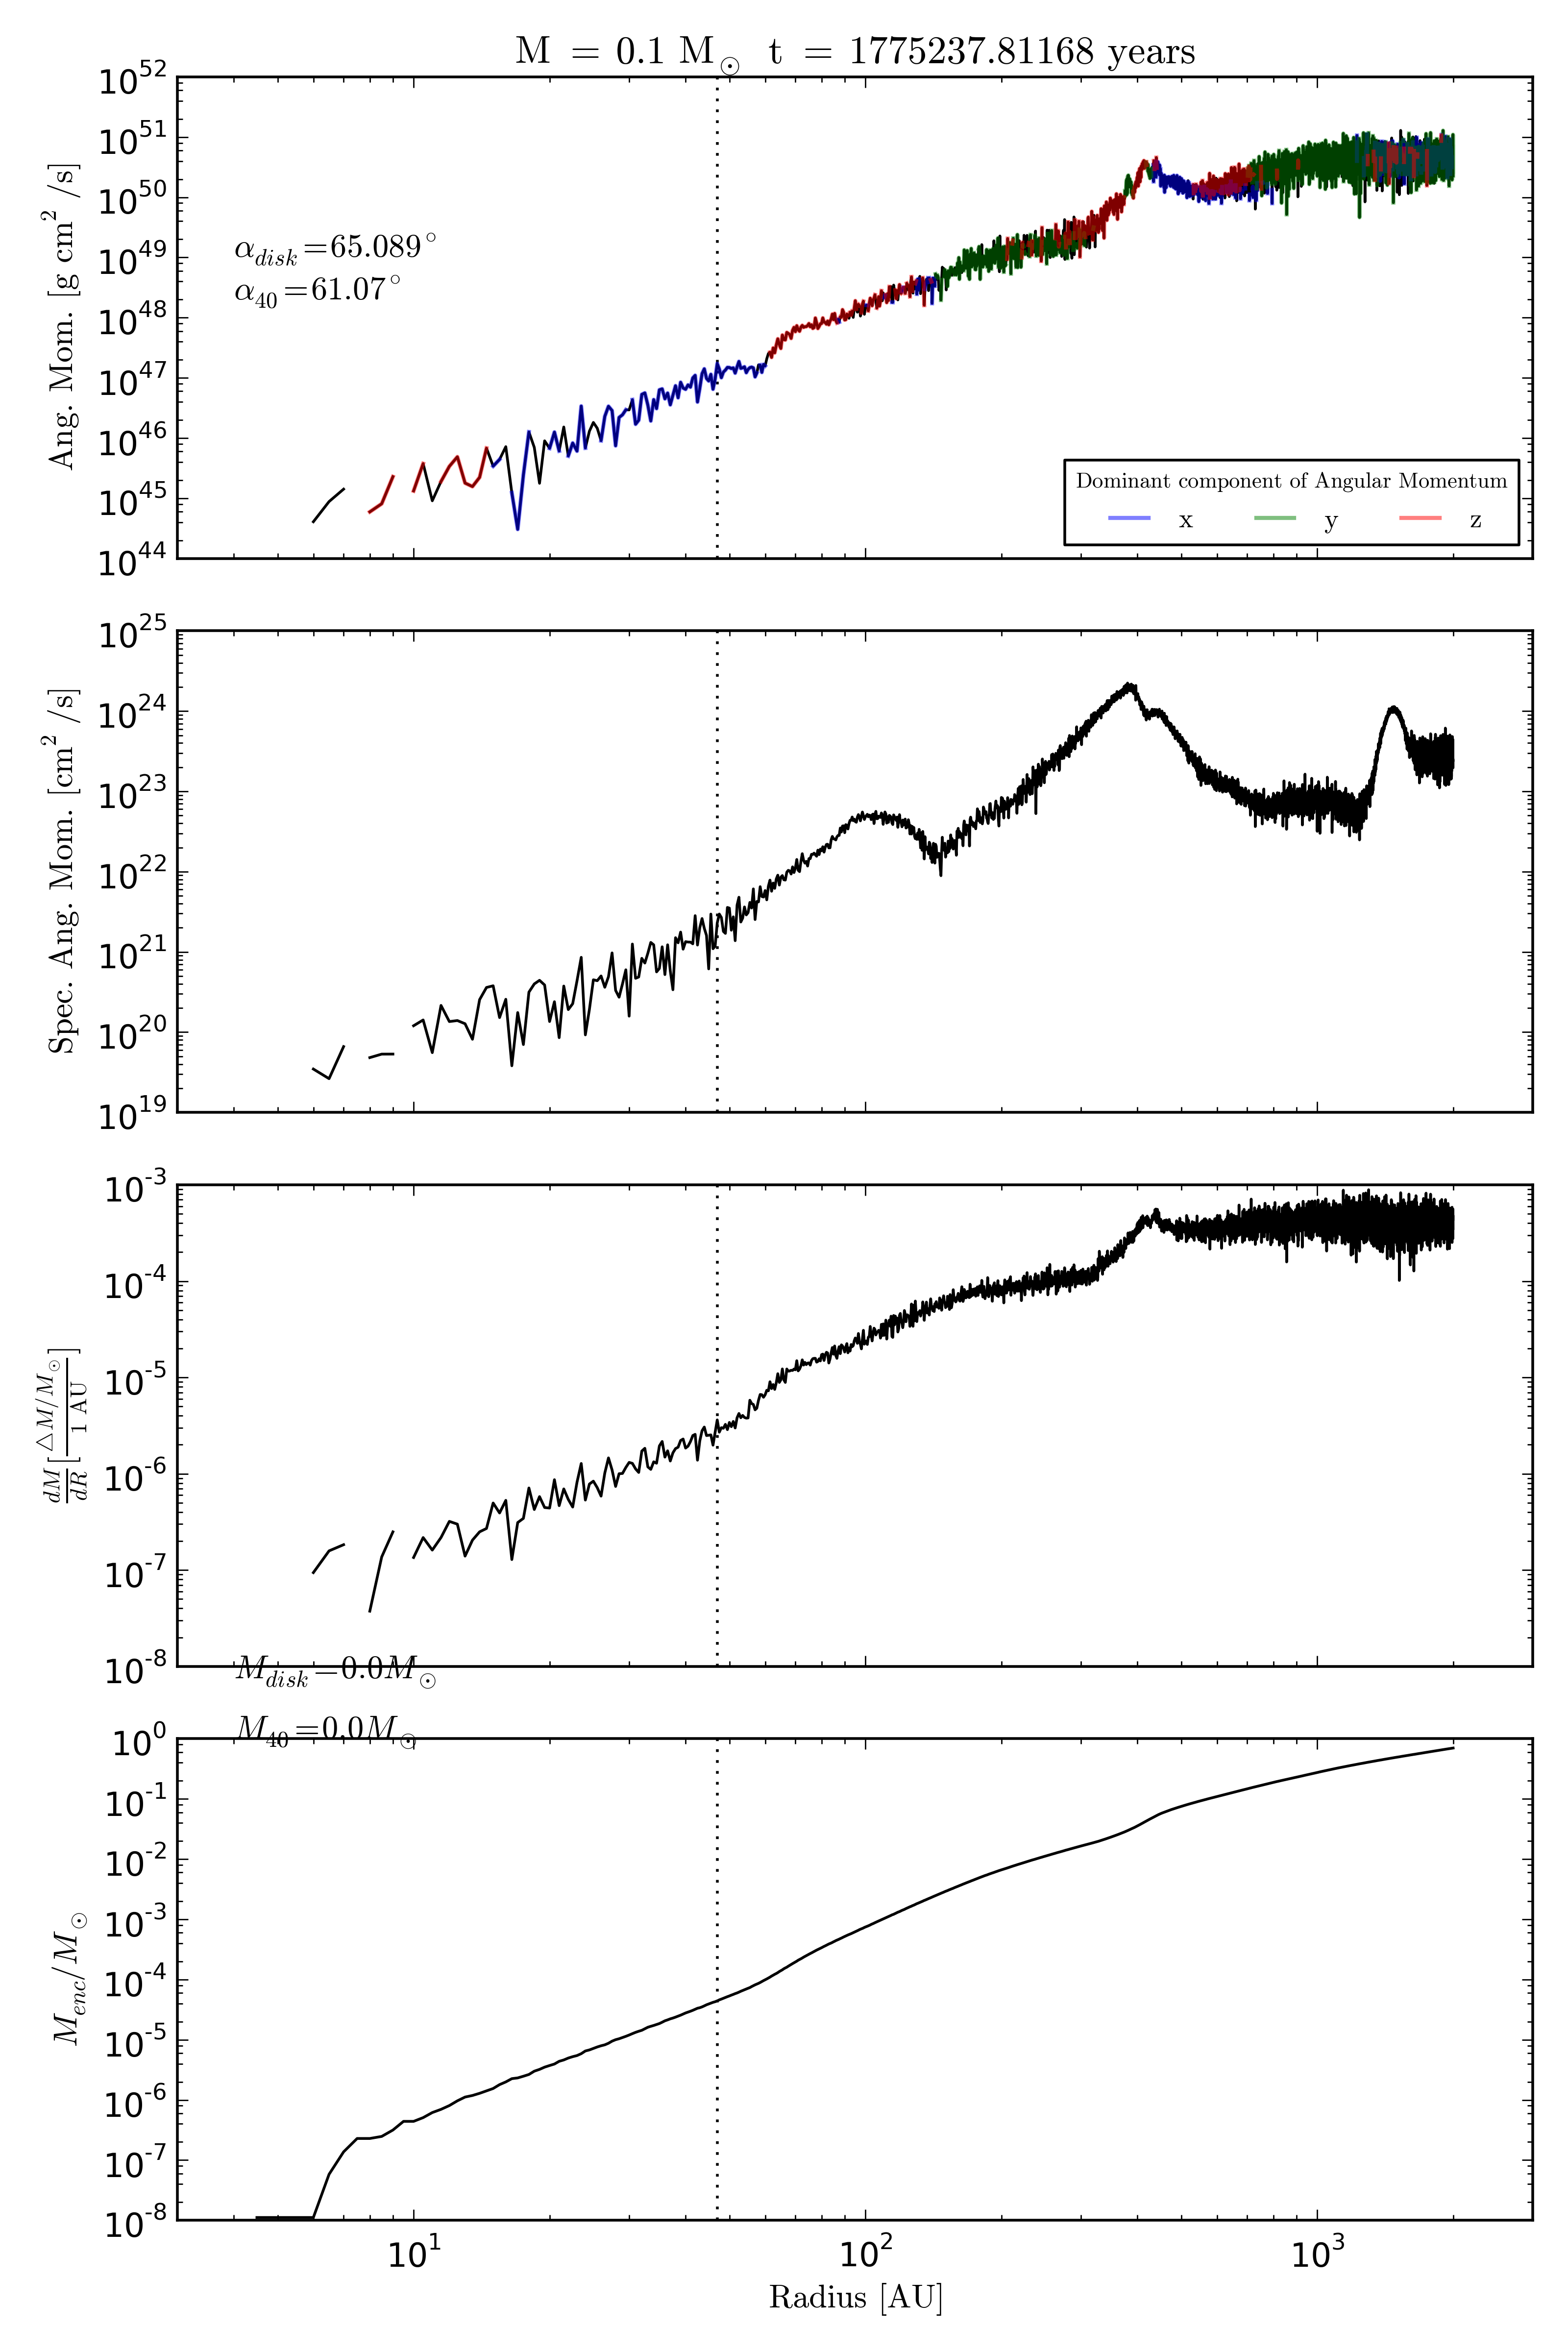 M = 0.1 M⊙ t = 1775237.81168 years
10^52
10^51
10^50
10^49
10^48
10^47
10^46
10^45
10^44
Ang. Mom. [g cm^2 /s]
α_disk=65.089°
α_40=61.07°
Dominant component of Angular Momentum
x y z
10^25
10^24
10^23
10^22
10^21
10^20
10^19
Spec. Ang. Mom. [cm^2 /s]
10^-3
10^-4
10^-5
10^-6
10^-7
10^-8
dM/dR [△M/M⊙ / 1 AU]
M_disk=0.0M⊙
M_40=0.0M⊙
10^0
10^-1
10^-2
10^-3
10^-4
10^-5
10^-6
10^-7
10^-8
M_enc/M⊙
10^1 10^2 10^3
Radius [AU]